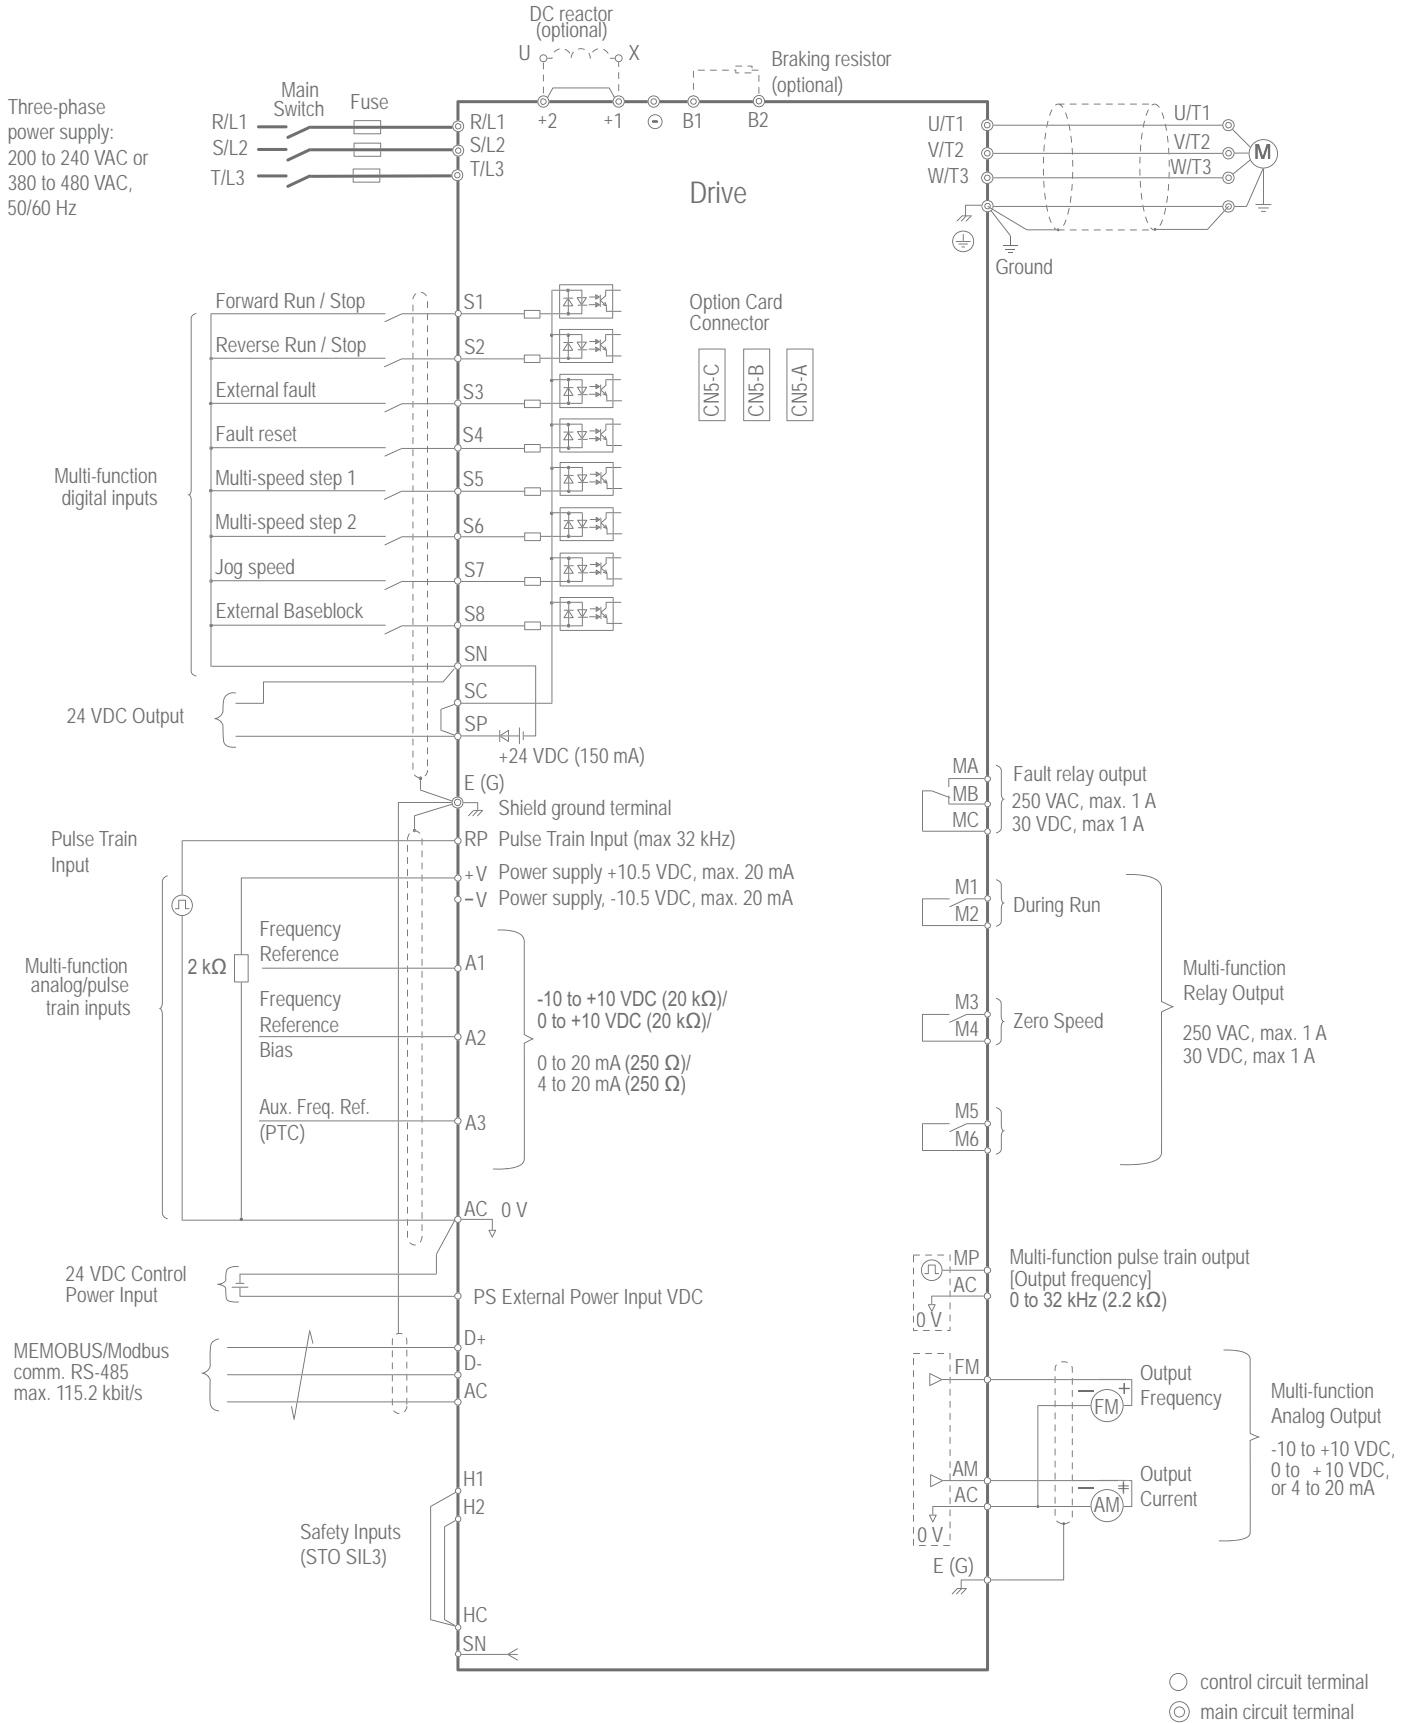 DC reactor
(optional)
U
X
Braking resistor
(optional)
Three-phase
power supply:
200 to 240 VAC or
380 to 480 VAC,
50/60 Hz
Main
Switch
Fuse
R/L1
S/L2
T/L3
R/L1
S/L2
T/L3
+2
+1
B1
B2
Drive
U/T1
V/T2
W/T3
U/T1
V/T2
W/T3
M
Ground
Multi-function
digital inputs
Forward Run / Stop
S1
Reverse Run / Stop
S2
External fault
S3
Fault reset
S4
Multi-speed step 1
S5
Multi-speed step 2
S6
Jog speed
S7
External Baseblock
S8
SN
SC
SP
24 VDC Output
+24 VDC (150 mA)
Option Card
Connector
CN5-C
CN5-B
CN5-A
E (G)
Shield ground terminal
Pulse Train
Input
RP Pulse Train Input (max 32 kHz)
+V Power supply +10.5 VDC, max. 20 mA
−V Power supply, -10.5 VDC, max. 20 mA
Multi-function
analog/pulse
train inputs
2 kΩ
Frequency
Reference
A1
Frequency
Reference
Bias
A2
Aux. Freq. Ref.
(PTC)
A3
-10 to +10 VDC (20 kΩ)/
0 to +10 VDC (20 kΩ)/
0 to 20 mA (250 Ω)/
4 to 20 mA (250 Ω)
AC 0 V
24 VDC Control
Power Input
PS External Power Input VDC
MEMOBUS/Modbus
comm. RS-485
max. 115.2 kbit/s
D+
D-
AC
H1
H2
Safety Inputs
(STO SIL3)
HC
SN
MA
MB
MC
Fault relay output
250 VAC, max. 1 A
30 VDC, max 1 A
M1
M2
During Run
M3
M4
Zero Speed
M5
M6
Multi-function
Relay Output
250 VAC, max. 1 A
30 VDC, max 1 A
MP
AC
0 V
Multi-function pulse train output
[Output frequency]
0 to 32 kHz (2.2 kΩ)
FM
− +
FM
Output
Frequency
AM
AC
0 V
− +
AM
Output
Current
E (G)
Multi-function
Analog Output
-10 to +10 VDC,
0 to +10 VDC,
or 4 to 20 mA
control circuit terminal
main circuit terminal